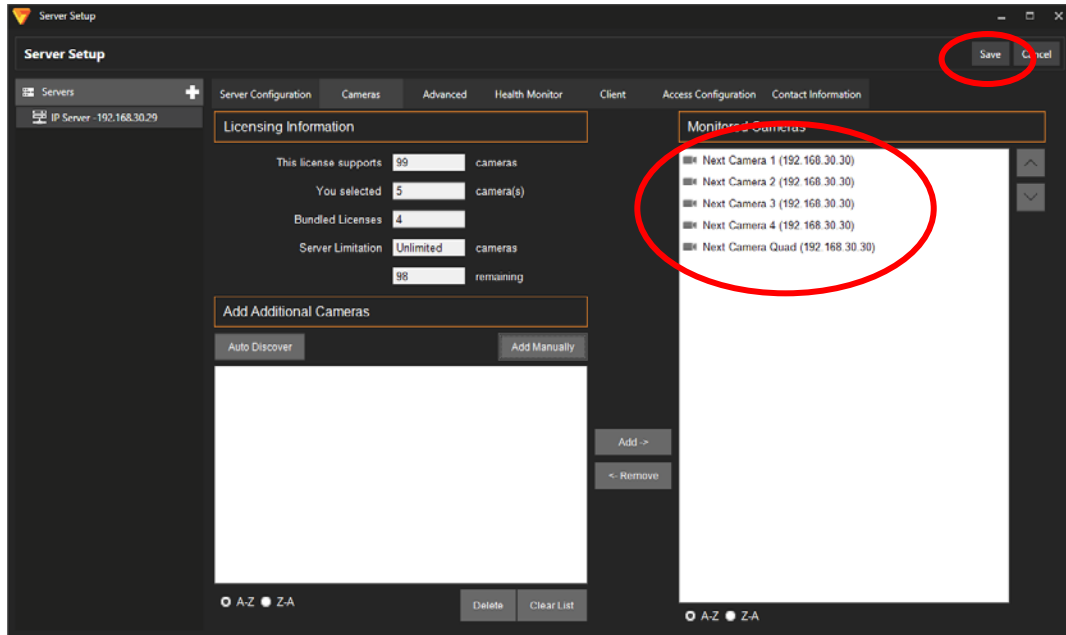 Server Setup
Server Setup
Save Cancel
Servers
IP Server -192.168.30.29
Server Configuration Cameras Advanced Health Monitor Client Access Configuration Contact Information
Licensing Information
This license supports 99 cameras
You selected 5 camera(s)
Bundled Licenses 4
Server Limitation Unlimited cameras
98 remaining
Add Additional Cameras
Auto Discover Add Manually
A-Z Z-A
Delete Clear List
Add ->
<- Remove
Monitored Cameras
Next Camera 1 (192.168.30.30)
Next Camera 2 (192.168.30.30)
Next Camera 3 (192.168.30.30)
Next Camera 4 (192.168.30.30)
Next Camera Quad (192.168.30.30)
A-Z Z-A